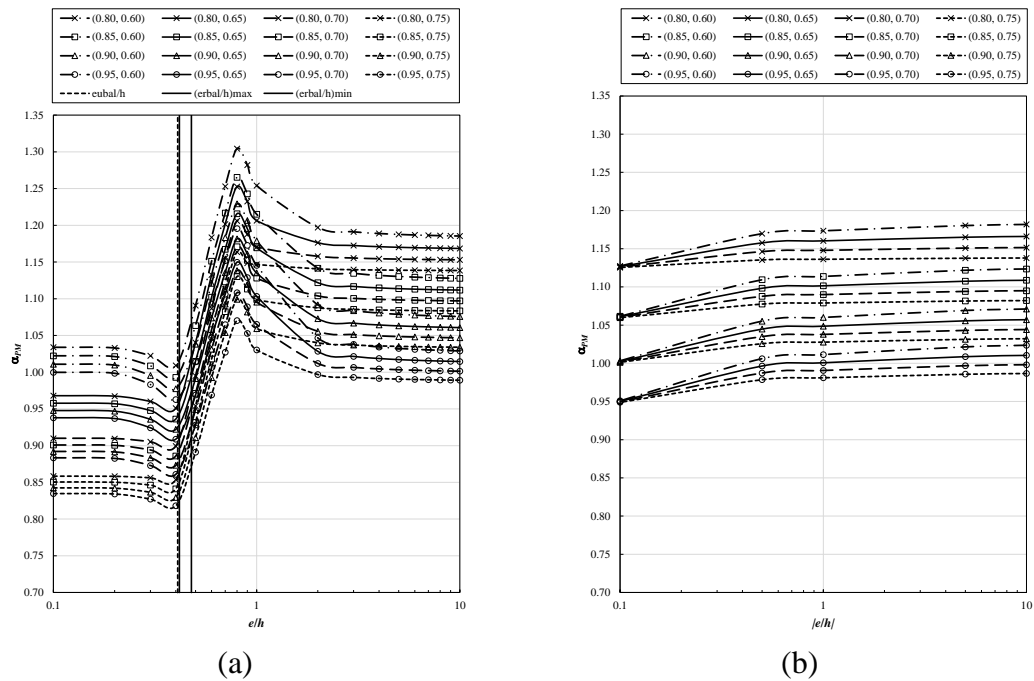 (0.80, 0.60) (0.80, 0.65) (0.80, 0.70) (0.80, 0.75)
(0.85, 0.60) (0.85, 0.65) (0.85, 0.70) (0.85, 0.75)
(0.90, 0.60) (0.90, 0.65) (0.90, 0.70) (0.90, 0.75)
(0.95, 0.60) (0.95, 0.65) (0.95, 0.70) (0.95, 0.75)
eubal/h (erbal/h)max (erbal/h)min
1.35
1.30
1.25
1.20
1.15
1.10
1.05
1.00
0.95
0.90
0.85
0.80
0.75
0.70
αPM
0.1 1 10
e/h
(a)
(0.80, 0.60) (0.80, 0.65) (0.80, 0.70) (0.80, 0.75)
(0.85, 0.60) (0.85, 0.65) (0.85, 0.70) (0.85, 0.75)
(0.90, 0.60) (0.90, 0.65) (0.90, 0.70) (0.90, 0.75)
(0.95, 0.60) (0.95, 0.65) (0.95, 0.70) (0.95, 0.75)
1.35
1.30
1.25
1.20
1.15
1.10
1.05
1.00
0.95
0.90
0.85
0.80
0.75
0.70
αPM
0.1 1 10
|e/h|
(b)